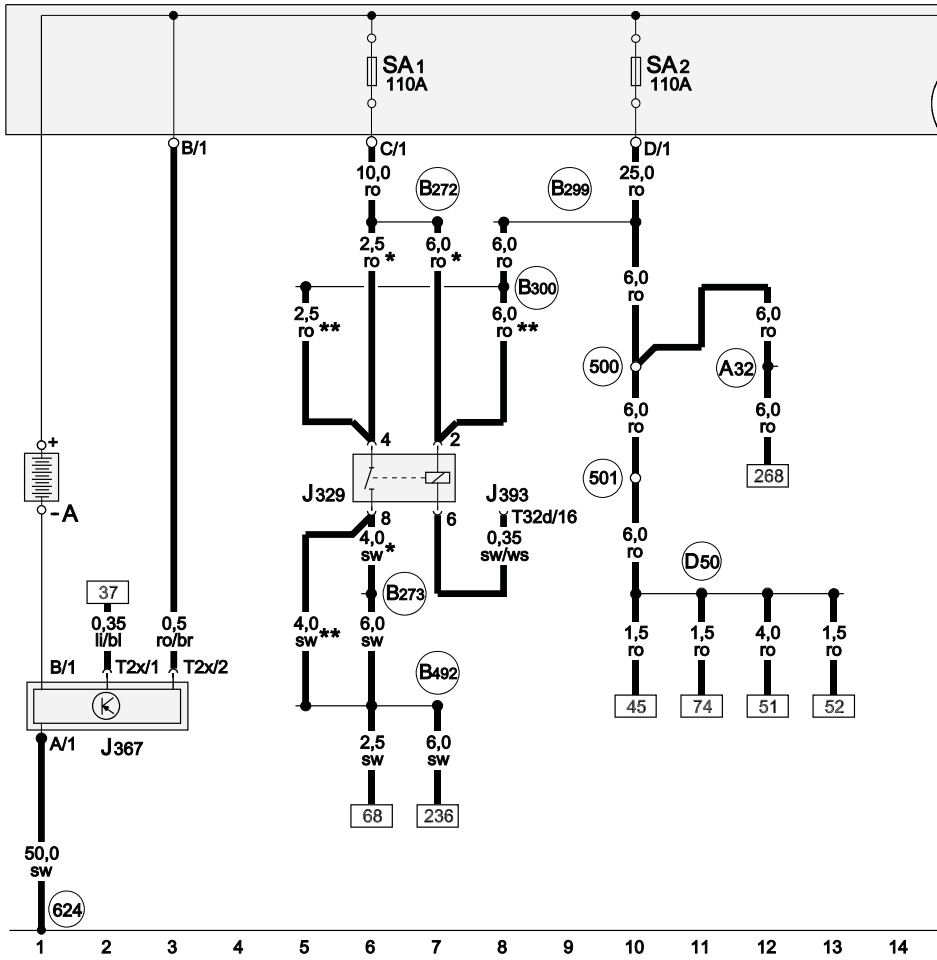 SA1
110A
SA2
110A
B/1
C/1
D/1
10,0
ro
B272
B299
25,0
ro
2,5
ro *
6,0
ro *
6,0
ro
B300
6,0
ro
6,0
ro
2,5
ro **
6,0
ro **
500
A32
6,0
ro
6,0
ro
+
4
2
501
268
- A
J329
J393
8
6
T32d/16
4,0
sw *
0,35
sw/ws
6,0
ro
D50
37
B273
0,35
li/bl
0,5
ro/br
4,0
sw **
6,0
sw
1,5
ro
1,5
ro
4,0
ro
1,5
ro
B/1
T2x/1
T2x/2
B492
45
74
51
52
A/1
J367
2,5
sw
6,0
sw
68
236
50,0
sw
624
1 2 3 4 5 6 7 8 9 10 11 12 13 14